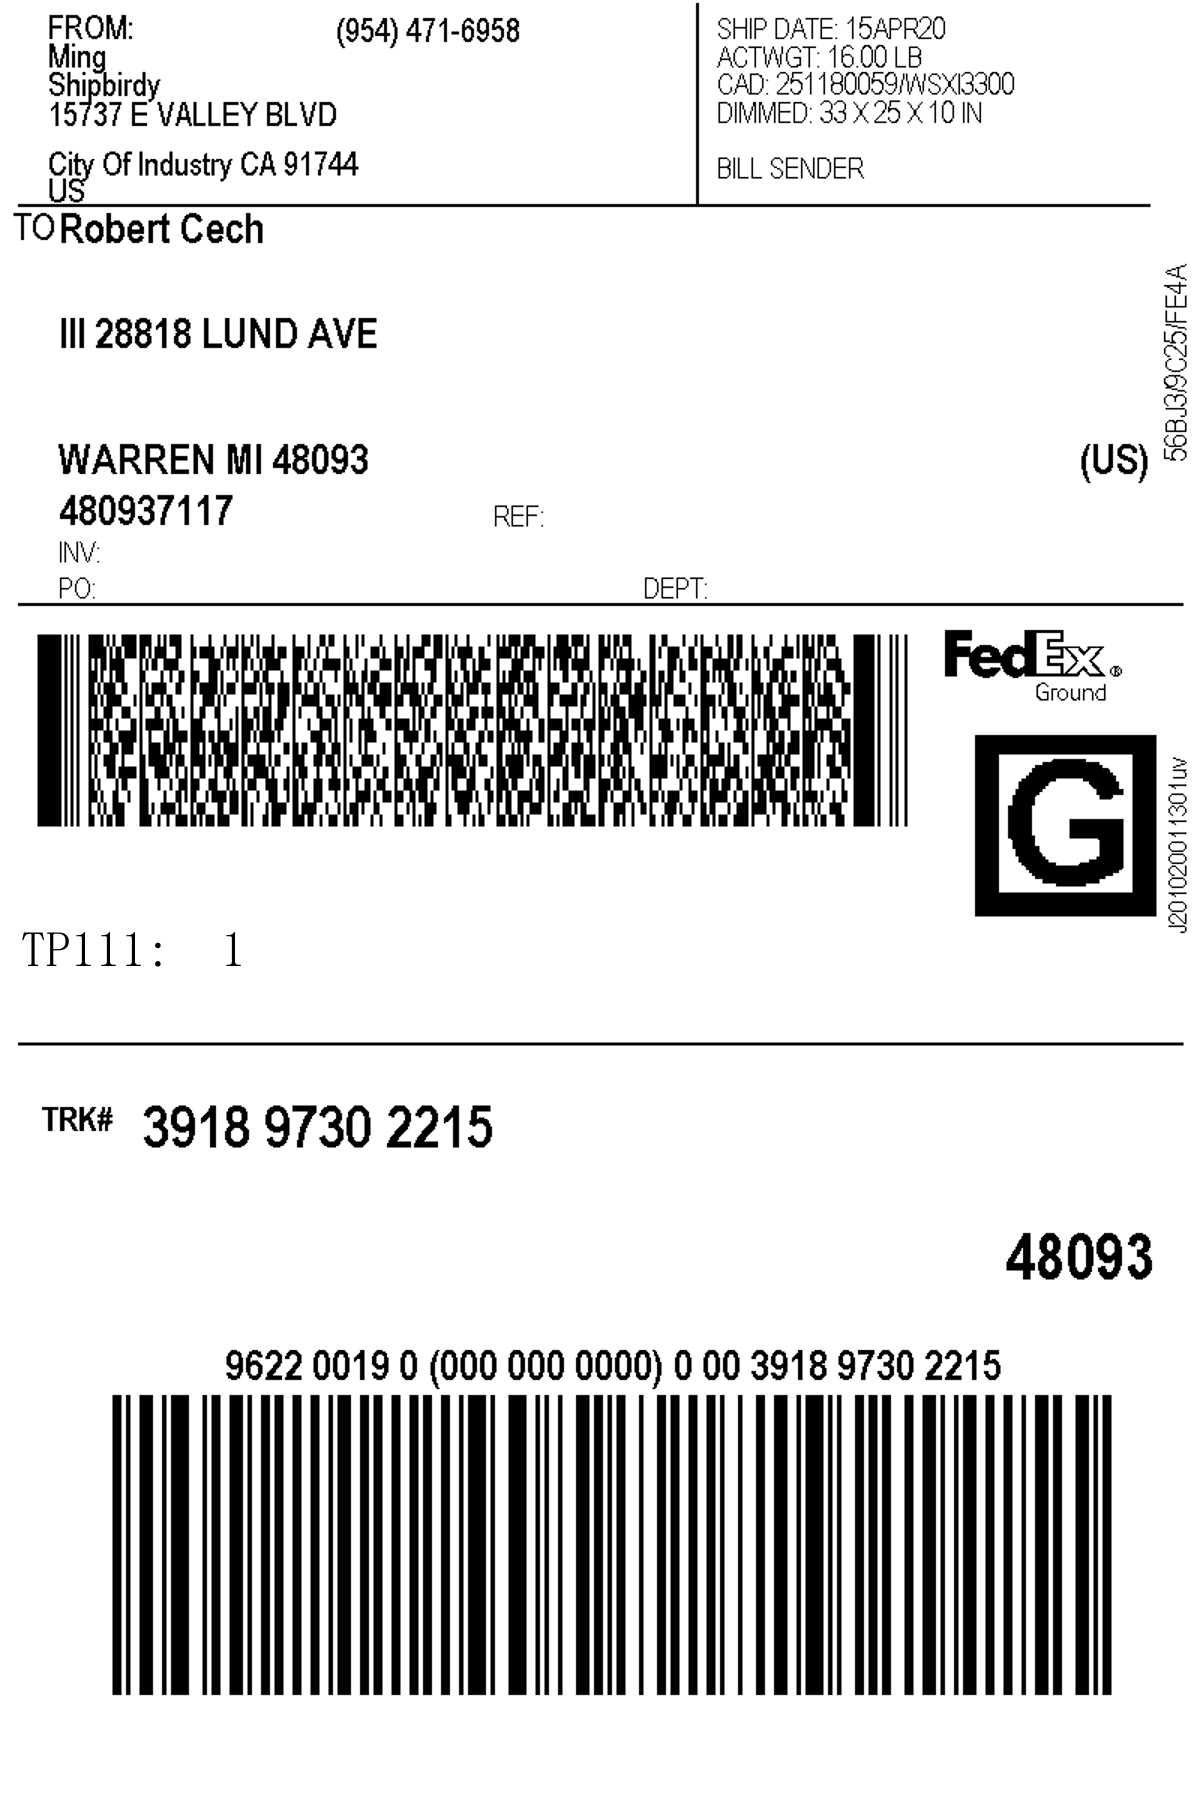 FROM: (954) 471-6958
Ming
Shipbirdy
15737 E VALLEY BLVD
City Of Industry CA 91744
US
SHIP DATE: 15APR20
ACTWGT: 16.00 LB
CAD: 251180059/WSXI3300
DIMMED: 33 X 25 X 10 IN
BILL SENDER
TO Robert Cech
III 28818 LUND AVE
WARREN MI 48093 (US)
480937117 REF:
INV:
PO: DEPT:
56BJ3/9C25/FE4A
FedEx®
Ground
G
J201020011301uv
TP111: 1
TRK# 3918 9730 2215
48093
9622 0019 0 (000 000 0000) 0 00 3918 9730 2215